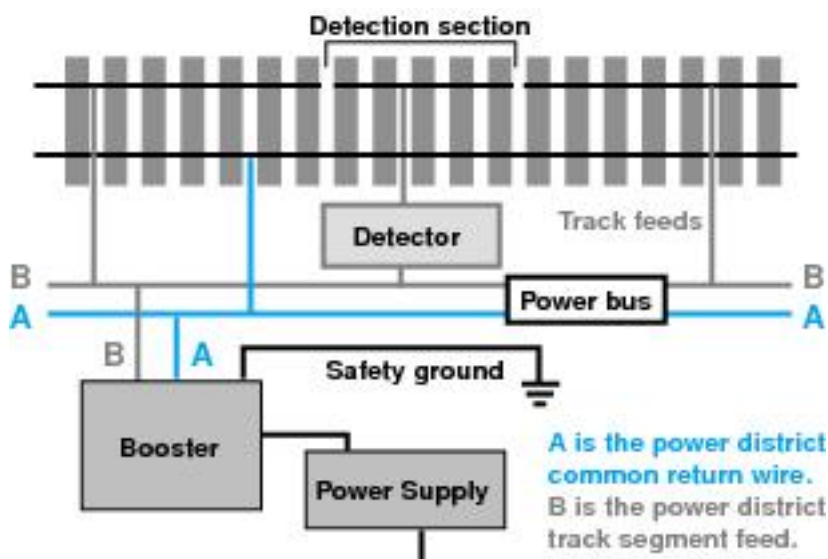 Detection section
Detector
Track feeds
B
B
Power bus
A
A
B
A
Safety ground
Booster
Power Supply
A is the power district
common return wire.
B is the power district
track segment feed.